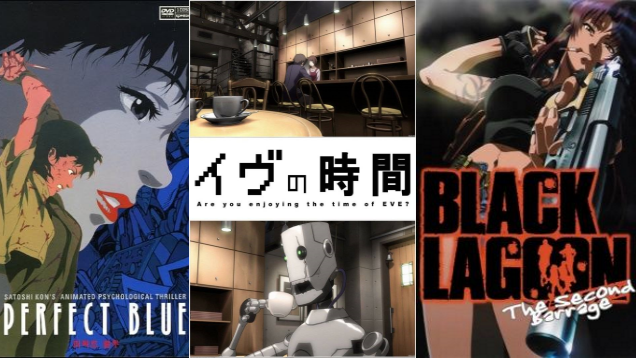 DVD
SATOSHI KON'S ANIMATED PSYCHOLOGICAL THRILLER
PERFECT BLUE
イヴの時間
Are you enjoying the time of EVE?
BLACK
LAGOON
The Second
Barrage